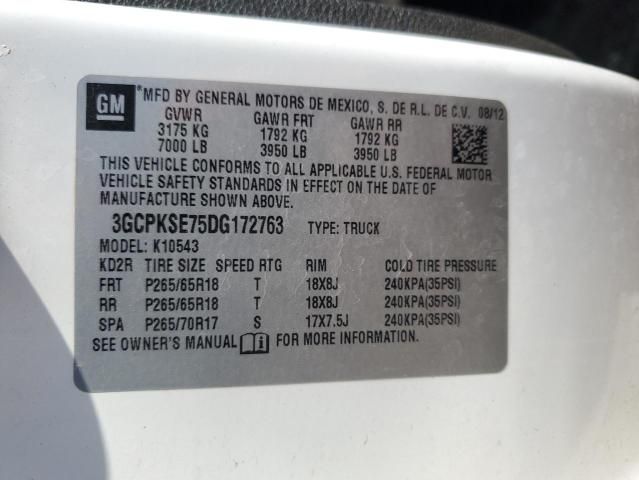 GM
MFD BY GENERAL MOTORS DE MEXICO, S. DE R.L. DE C.V. 08/12
GVWR GAWR FRT GAWR RR
3175 KG 1792 KG 1792 KG
7000 LB 3950 LB 3950 LB
THIS VEHICLE CONFORMS TO ALL APPLICABLE U.S. FEDERAL MOTOR
VEHICLE SAFETY STANDARDS IN EFFECT ON THE DATE OF
MANUFACTURE SHOWN ABOVE.
3GCPKSE75DG172763 TYPE: TRUCK
MODEL: K10543
KD2R TIRE SIZE SPEED RTG RIM COLD TIRE PRESSURE
FRT P265/65R18 T 18X8J 240KPA(35PSI)
RR P265/65R18 T 18X8J 240KPA(35PSI)
SPA P265/70R17 S 17X7.5J 240KPA(35PSI)
SEE OWNER'S MANUAL FOR MORE INFORMATION.